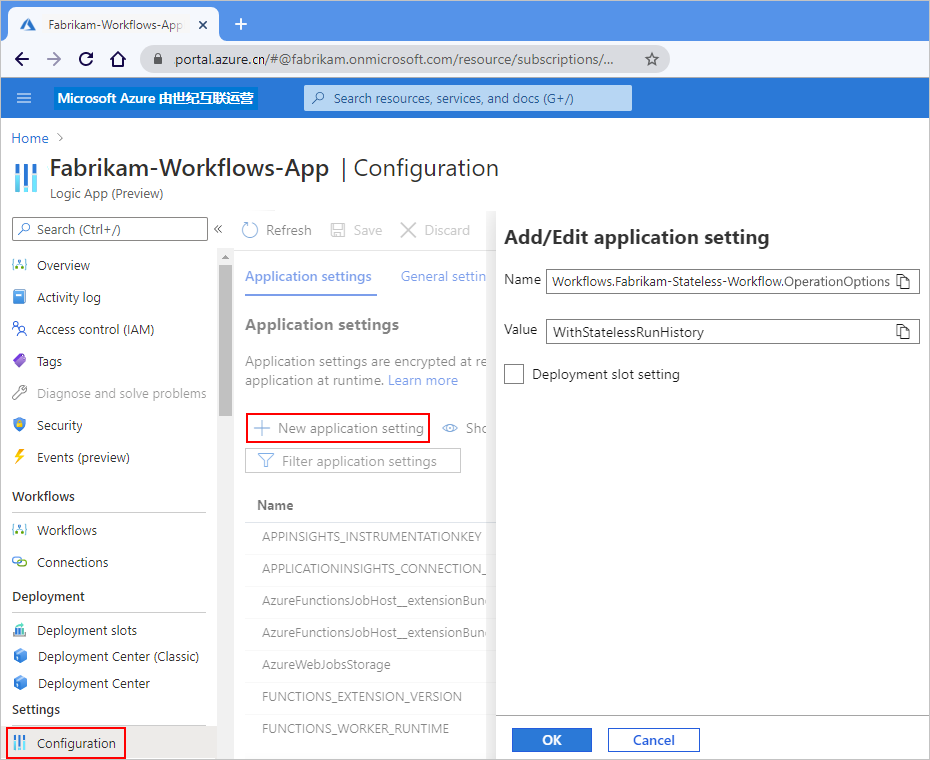 Fabrikam-Workflows-App
portal.azure.cn/#@fabrikam.onmicrosoft.com/resource/subscriptions/...
Microsoft Azure 由世纪互联运营
Search resources, services, and docs (G+/)
Home
Fabrikam-Workflows-App | Configuration
Logic App (Preview)
Search (Ctrl+/)
«
Overview
Activity log
Access control (IAM)
Tags
Diagnose and solve problems
Security
Events (preview)
Workflows
Workflows
Connections
Deployment
Deployment slots
Deployment Center (Classic)
Deployment Center
Settings
Configuration
Refresh
Save
Discard
Application settings
General settin
Application settings
Application settings are encrypted at re
application at runtime. Learn more
New application setting
Sho
Filter application settings
Name
APPINSIGHTS_INSTRUMENTATIONKEY
APPLICATIONINSIGHTS_CONNECTION_
AzureFunctionsJobHost__extensionBun
AzureFunctionsJobHost__extensionBun
AzureWebJobsStorage
FUNCTIONS_EXTENSION_VERSION
FUNCTIONS_WORKER_RUNTIME
Add/Edit application setting
Name
Workflows.Fabrikam-Stateless-Workflow.OperationOptions
Value
WithStatelessRunHistory
Deployment slot setting
OK
Cancel